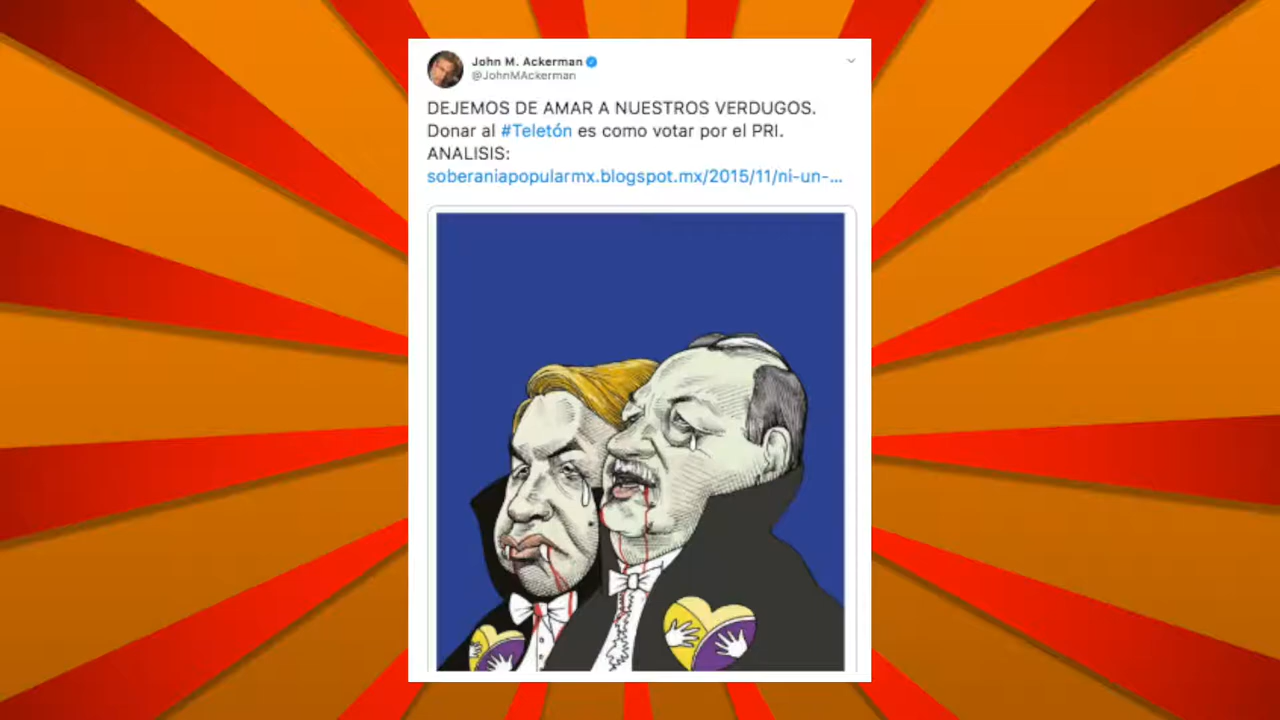 John M. Ackerman
@JohnMAckerman
DEJEMOS DE AMAR A NUESTROS VERDUGOS.
Donar al #Teletón es como votar por el PRI.
ANALISIS:
soberaniapopularmx.blogspot.mx/2015/11/ni-un-...